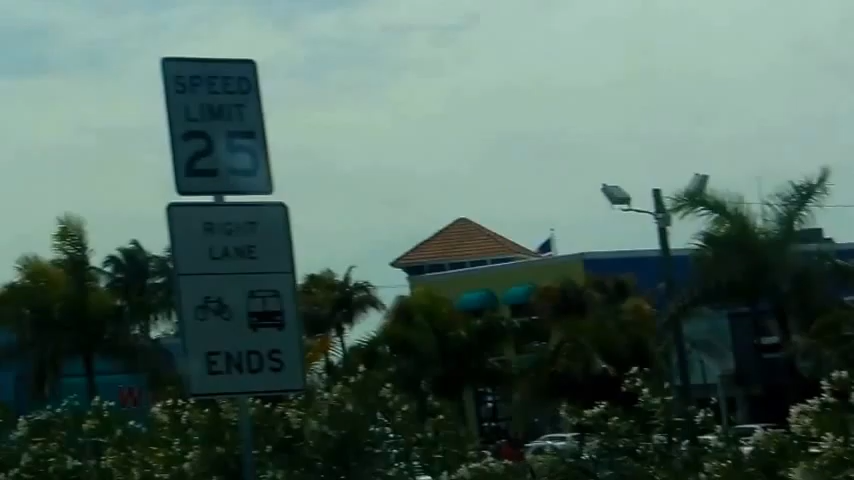 SPEED
LIMIT
25
RIGHT
LANE
ENDS
W